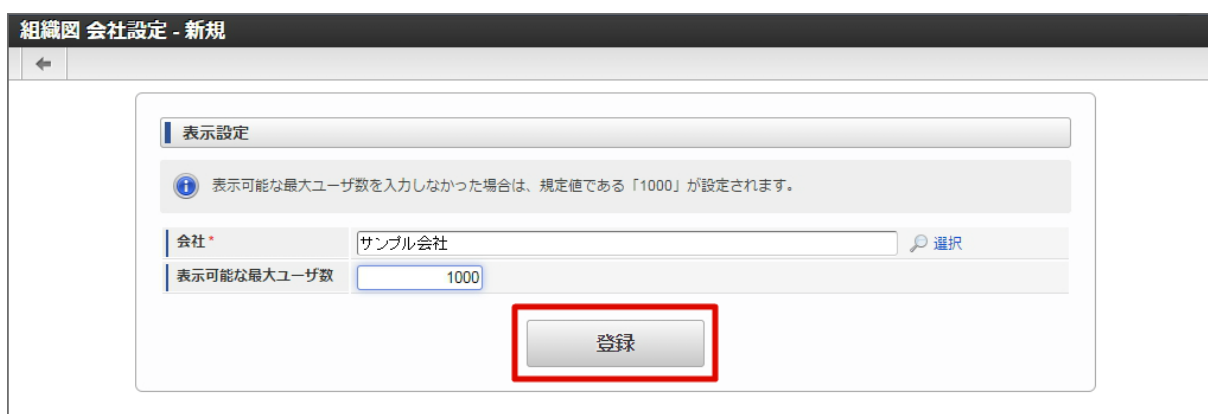 組織図 会社設定 - 新規
表示設定
表示可能な最大ユーザ数を入力しなかった場合は、規定値である「1000」が設定されます。
会社* サンプル会社 選択
表示可能な最大ユーザ数 1000
登録